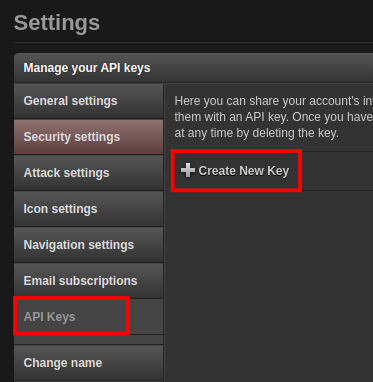 Settings
Manage your API keys
General settings
Security settings
Attack settings
Icon settings
Navigation settings
Email subscriptions
API Keys
Change name
Here you can share your account's in
them with an API key. Once you have
at any time by deleting the key.
Create New Key